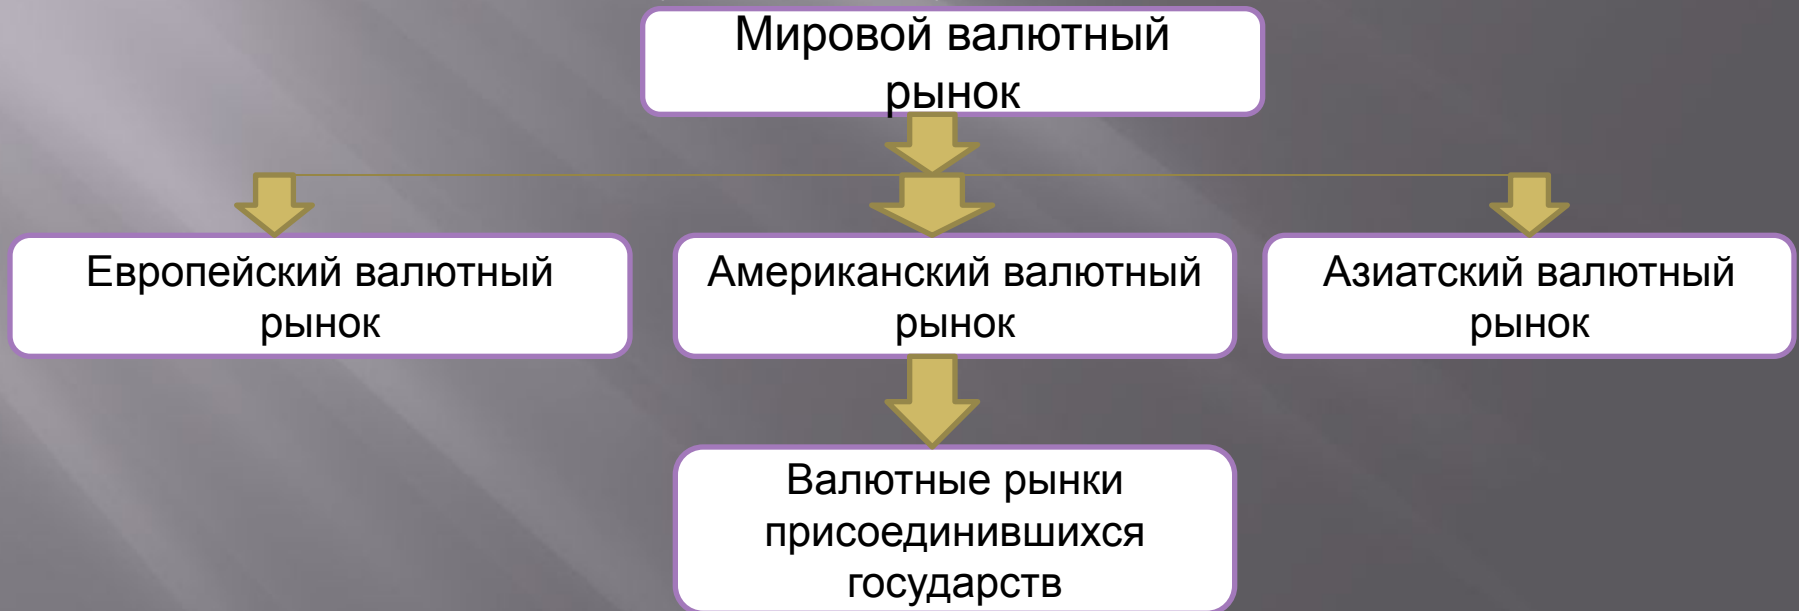 Мировой валютный
рынок
Европейский валютный
рынок
Американский валютный
рынок
Азиатский валютный
рынок
Валютные рынки
присоединившихся
государств